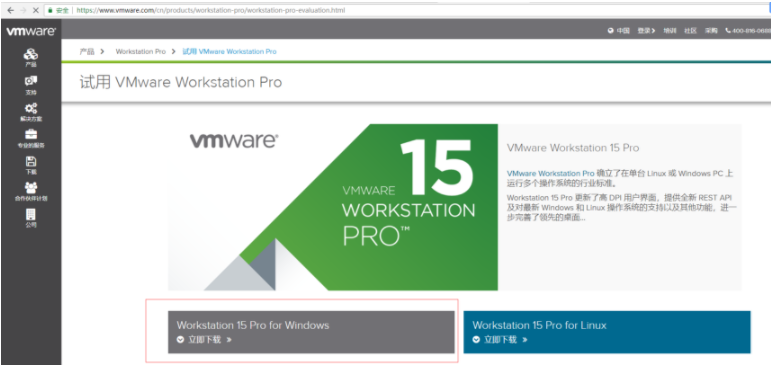 安全 | https://www.vmware.com/cn/products/workstation-pro/workstation-pro-evaluation.html
vmware
中国 登录 > 培训 社区 采购
产品
支持
解决方案
专业的服务
下载
合作伙伴计划
公司
产品 > Workstation Pro > 试用 VMware Workstation Pro
试用 VMware Workstation Pro
vmware
15
VMWARE
WORKSTATION
PRO™
VMware Workstation 15 Pro
VMware Workstation Pro 确立了在单台 Linux 或 Windows PC 上
运行多个操作系统的行业标准。
Workstation 15 Pro 更新了高 DPI 用户界面，提供全新 REST API
及对最新 Windows 和 Linux 操作系统的支持以及其他功能，进一
步完善了领先的桌面...
Workstation 15 Pro for Windows
立即下载 »
Workstation 15 Pro for Linux
立即下载 »